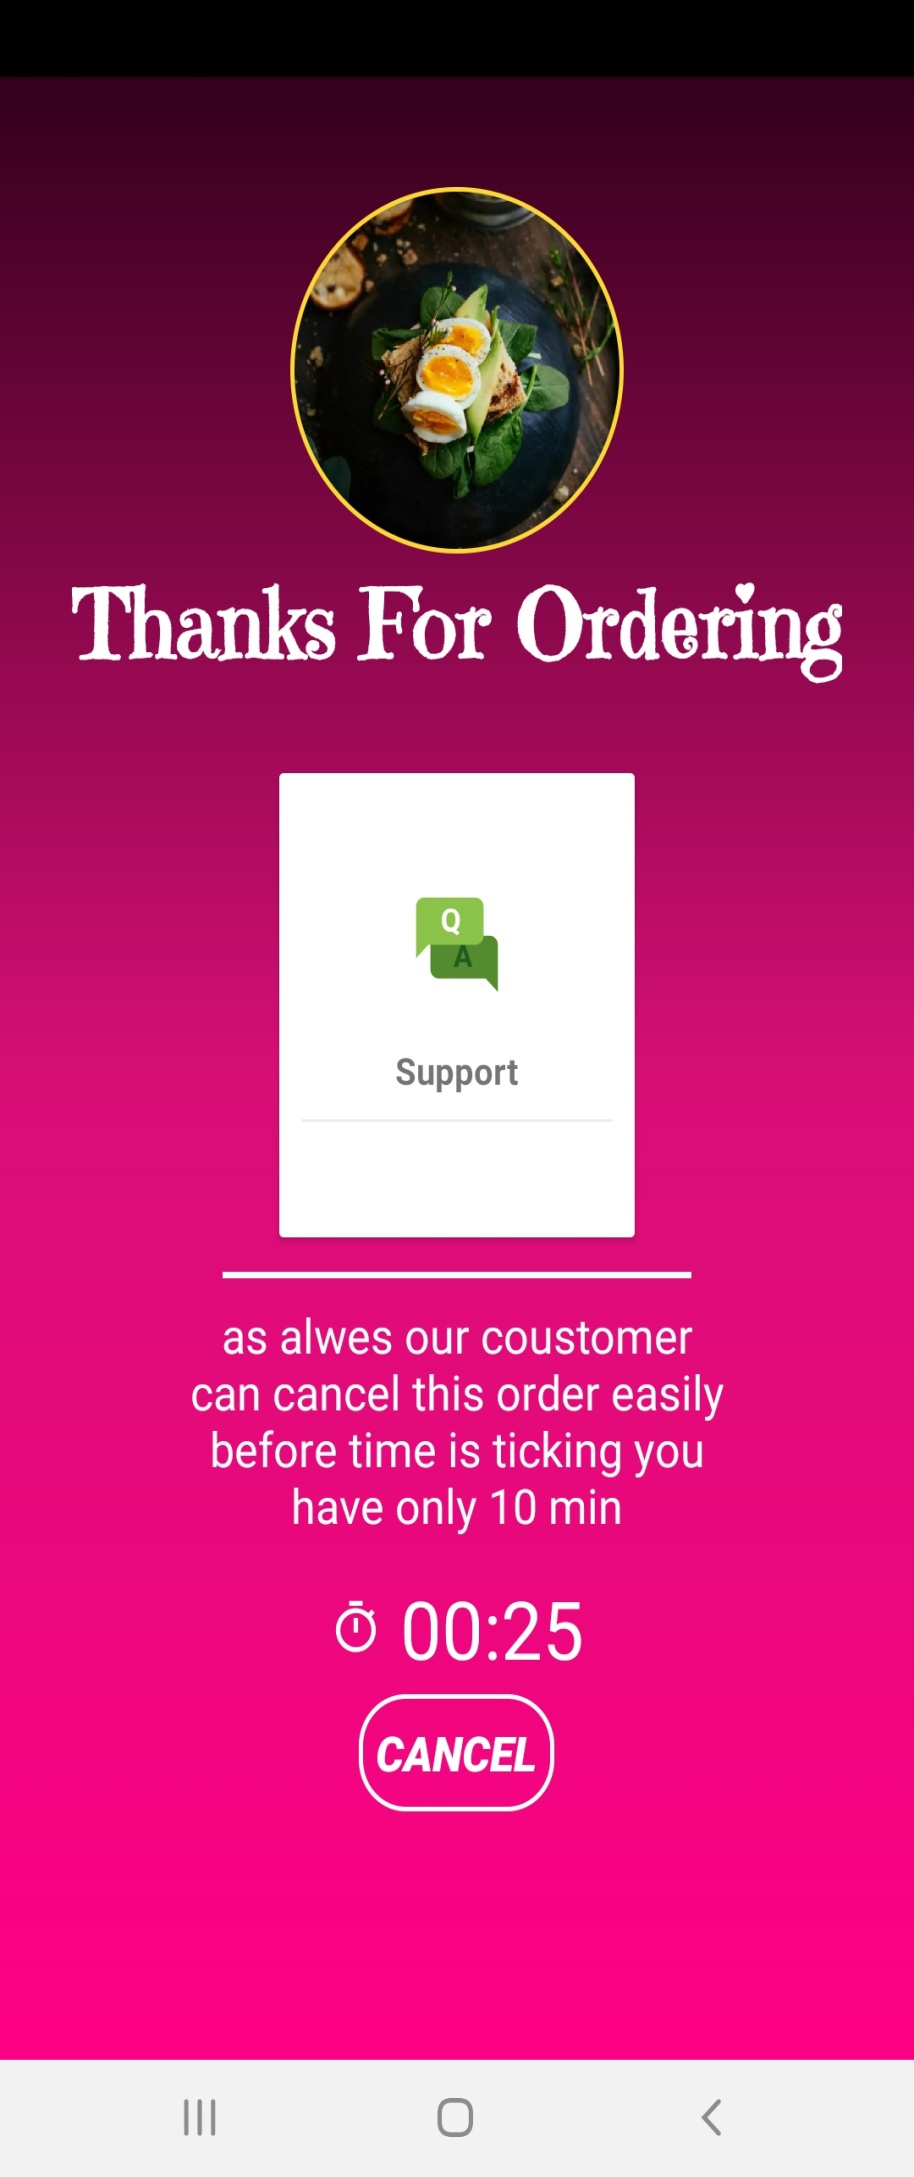 Thanks For Ordering
Q
A
Support
as alwes our coustomer
can cancel this order easily
before time is ticking you
have only 10 min
00:25
CANCEL